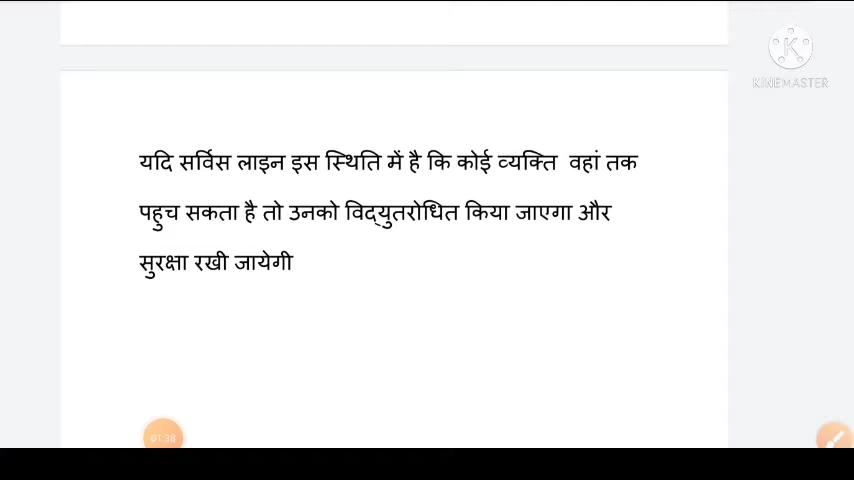 KINEMASTER
यदि सर्विस लाइन इस स्थिति में है कि कोई व्यक्ति वहां तक
पहुच सकता है तो उनको विद्युतरोधित किया जाएगा और
सुरक्षा रखी जायेगी
01:38